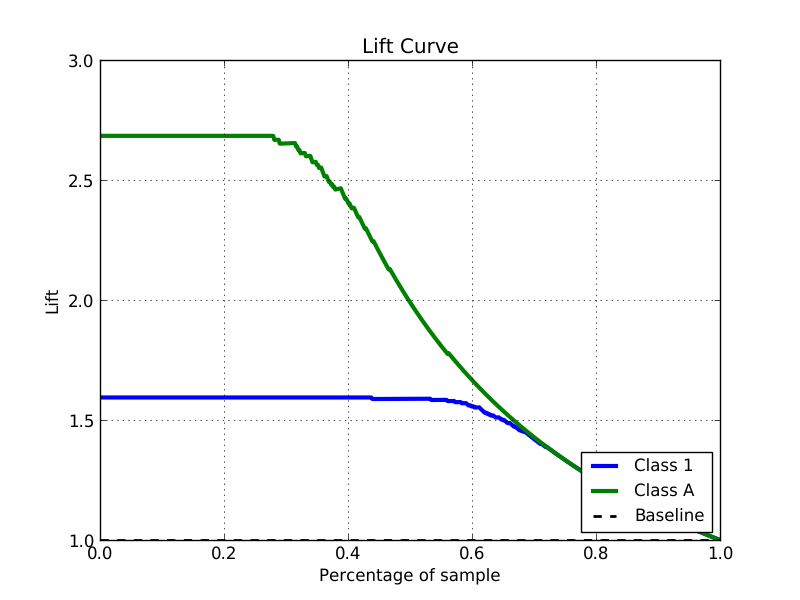 Lift Curve
3.0
2.5
2.0
1.5
1.0
Lift
0.0 0.2 0.4 0.6 0.8 1.0
Percentage of sample
Class 1
Class A
Baseline